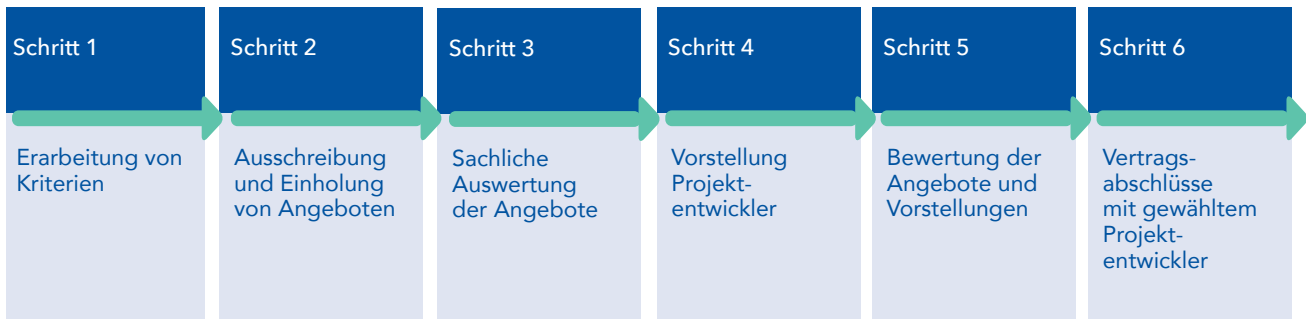 Schritt 1
Erarbeitung von
Kriterien
Schritt 2
Ausschreibung
und Einholung
von Angeboten
Schritt 3
Sachliche
Auswertung
der Angebote
Schritt 4
Vorstellung
Projekt-
entwickler
Schritt 5
Bewertung der
Angebote und
Vorstellungen
Schritt 6
Vertrags-
abschlüsse
mit gewähltem
Projekt-
entwickler